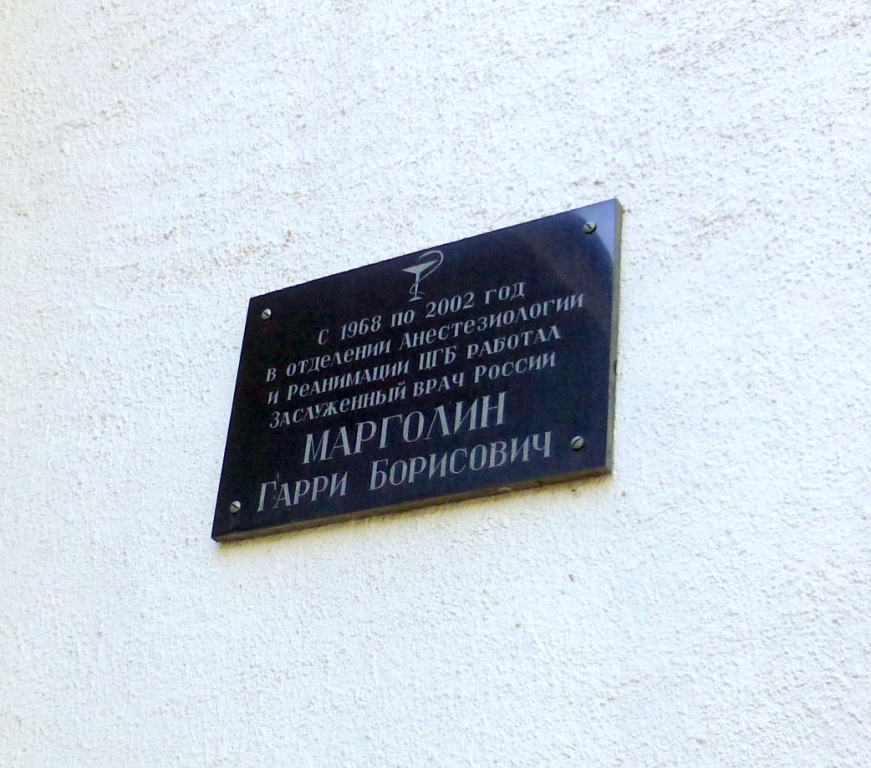 С 1968 по 2002 год
в отделении Анестезиологии
и Реанимации ЦГБ работал
Заслуженный врач России
МАРГОЛИН
Гарри Борисович